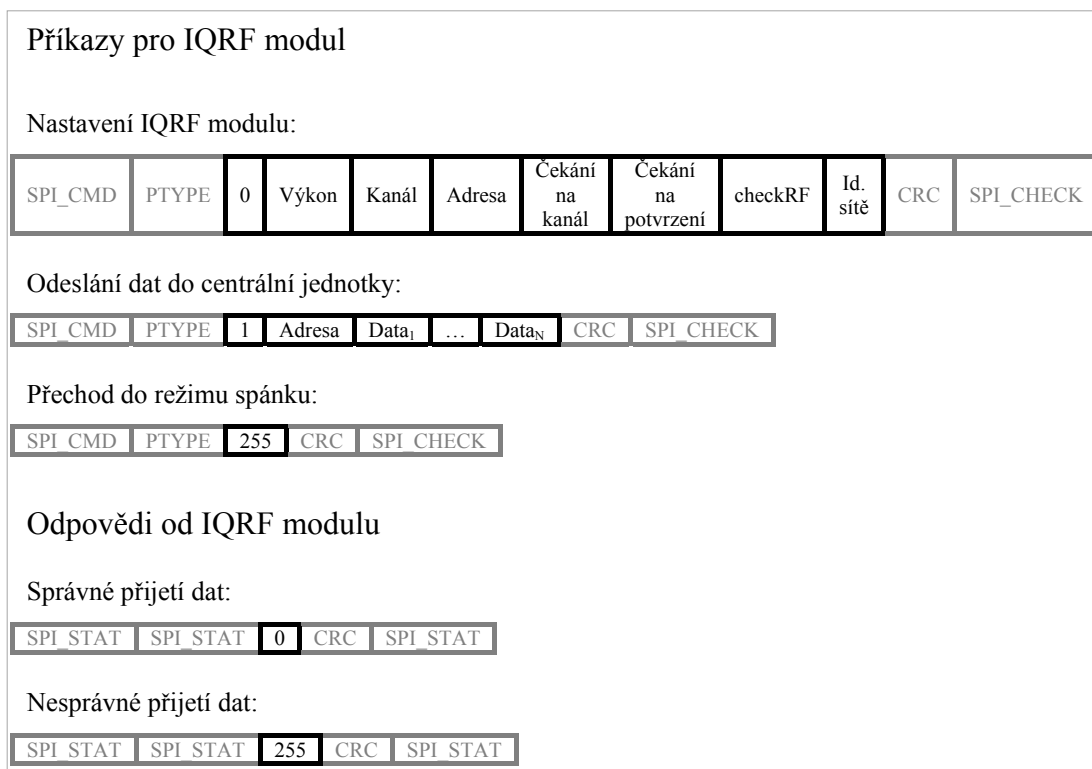 Příkazy pro IQRF modul
Nastavení IQRF modulu:
SPI_CMD PTYPE 0 Výkon Kanál Adresa Čekání na kanál Čekání na potvrzení checkRF Id. sítě CRC SPI_CHECK
Odeslání dat do centrální jednotky:
SPI_CMD PTYPE 1 Adresa Data1 … DataN CRC SPI_CHECK
Přechod do režimu spánku:
SPI_CMD PTYPE 255 CRC SPI_CHECK
Odpovědi od IQRF modulu
Správné přijetí dat:
SPI_STAT SPI_STAT 0 CRC SPI_STAT
Nesprávné přijetí dat:
SPI_STAT SPI_STAT 255 CRC SPI_STAT